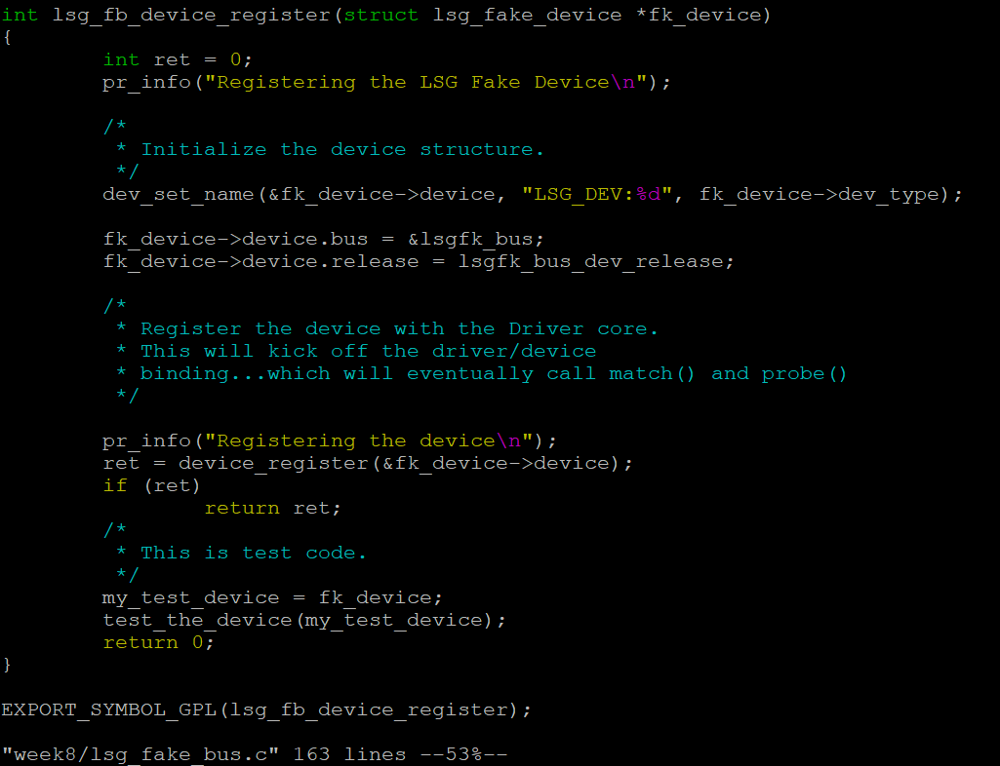 int lsg_fb_device_register(struct lsg_fake_device *fk_device)
{
        int ret = 0;
        pr_info("Registering the LSG Fake Device\n");

        /*
         * Initialize the device structure.
         */
        dev_set_name(&fk_device->device, "LSG_DEV:%d", fk_device->dev_type);

        fk_device->device.bus = &lsgfk_bus;
        fk_device->device.release = lsgfk_bus_dev_release;

        /*
         * Register the device with the Driver core.
         * This will kick off the driver/device
         * binding...which will eventually call match() and probe()
         */

        pr_info("Registering the device\n");
        ret = device_register(&fk_device->device);
        if (ret)
                return ret;
        /*
         * This is test code.
         */
        my_test_device = fk_device;
        test_the_device(my_test_device);
        return 0;
}

EXPORT_SYMBOL_GPL(lsg_fb_device_register);

"week8/lsg_fake_bus.c" 163 lines --53%--